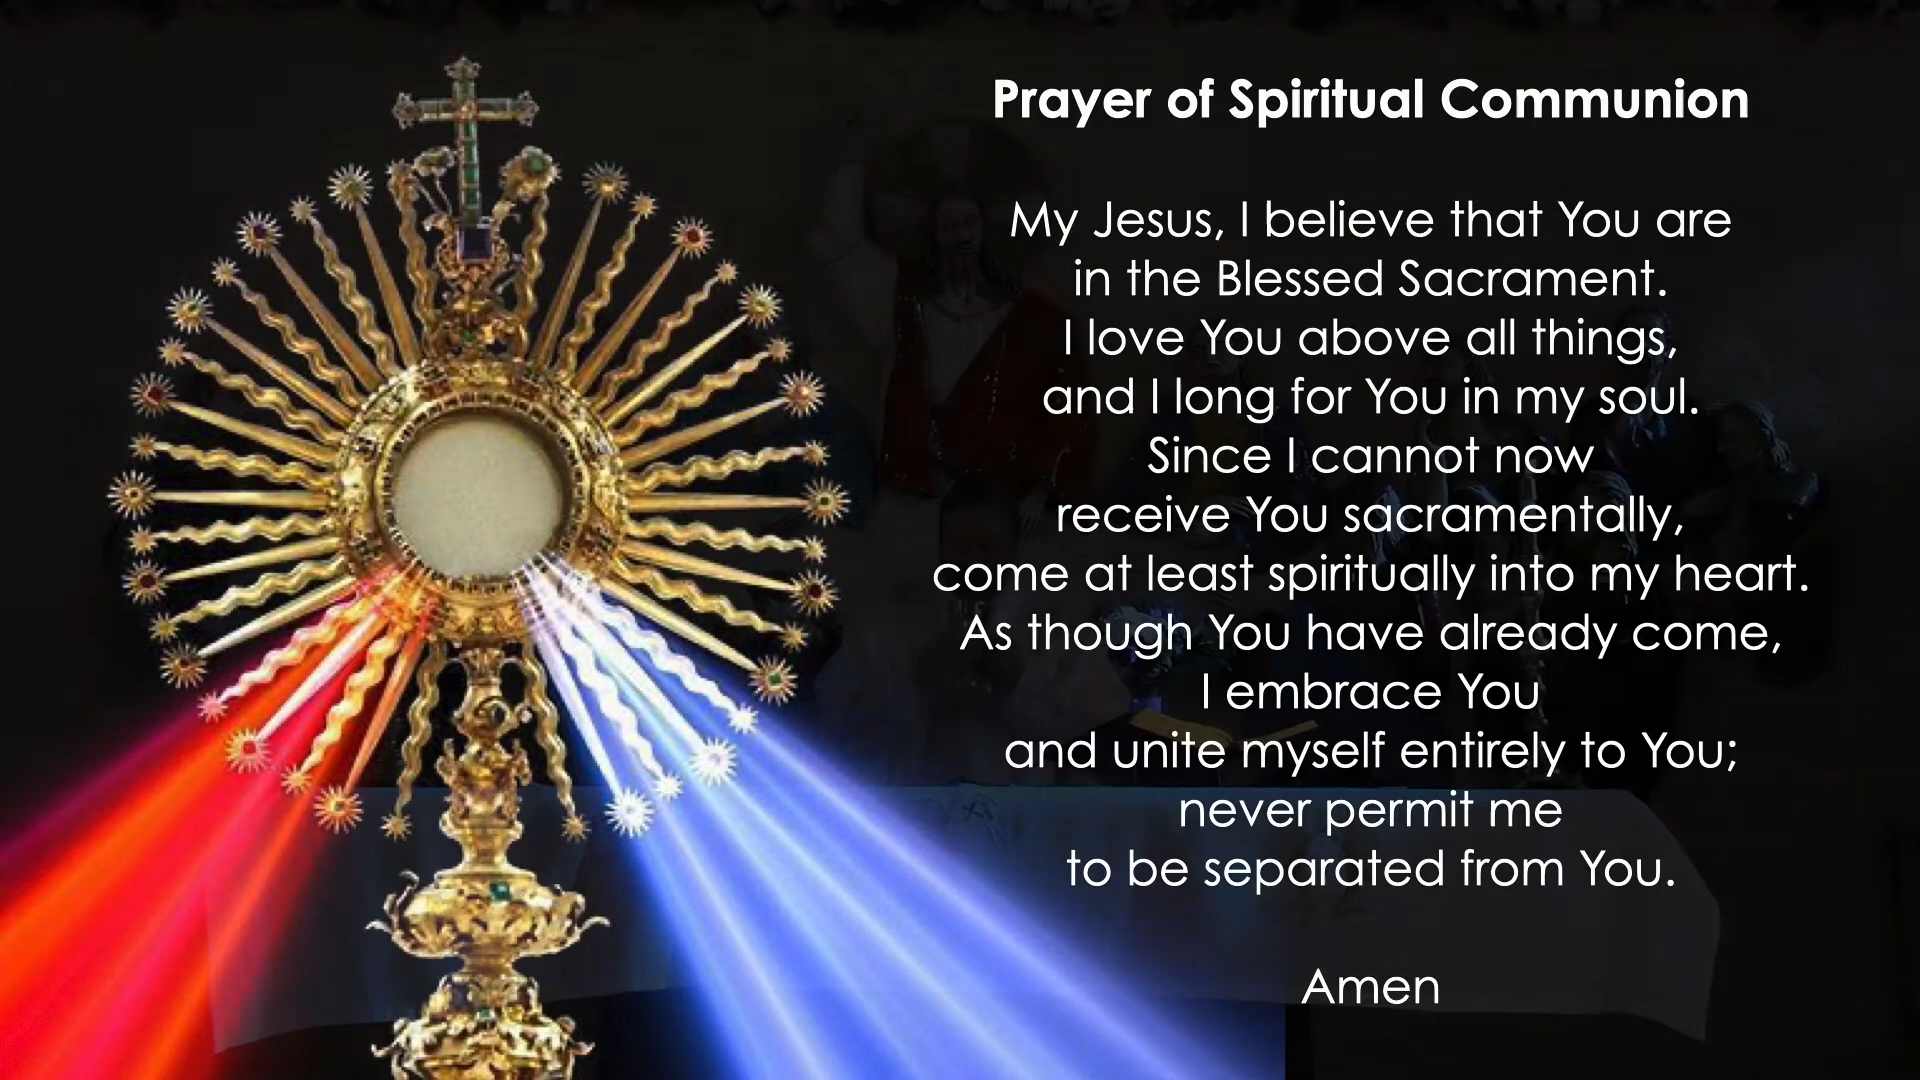 Prayer of Spiritual Communion
My Jesus, I believe that You are
in the Blessed Sacrament.
I love You above all things,
and I long for You in my soul.
Since I cannot now
receive You sacramentally,
come at least spiritually into my heart.
As though You have already come,
I embrace You
and unite myself entirely to You;
never permit me
to be separated from You.
Amen